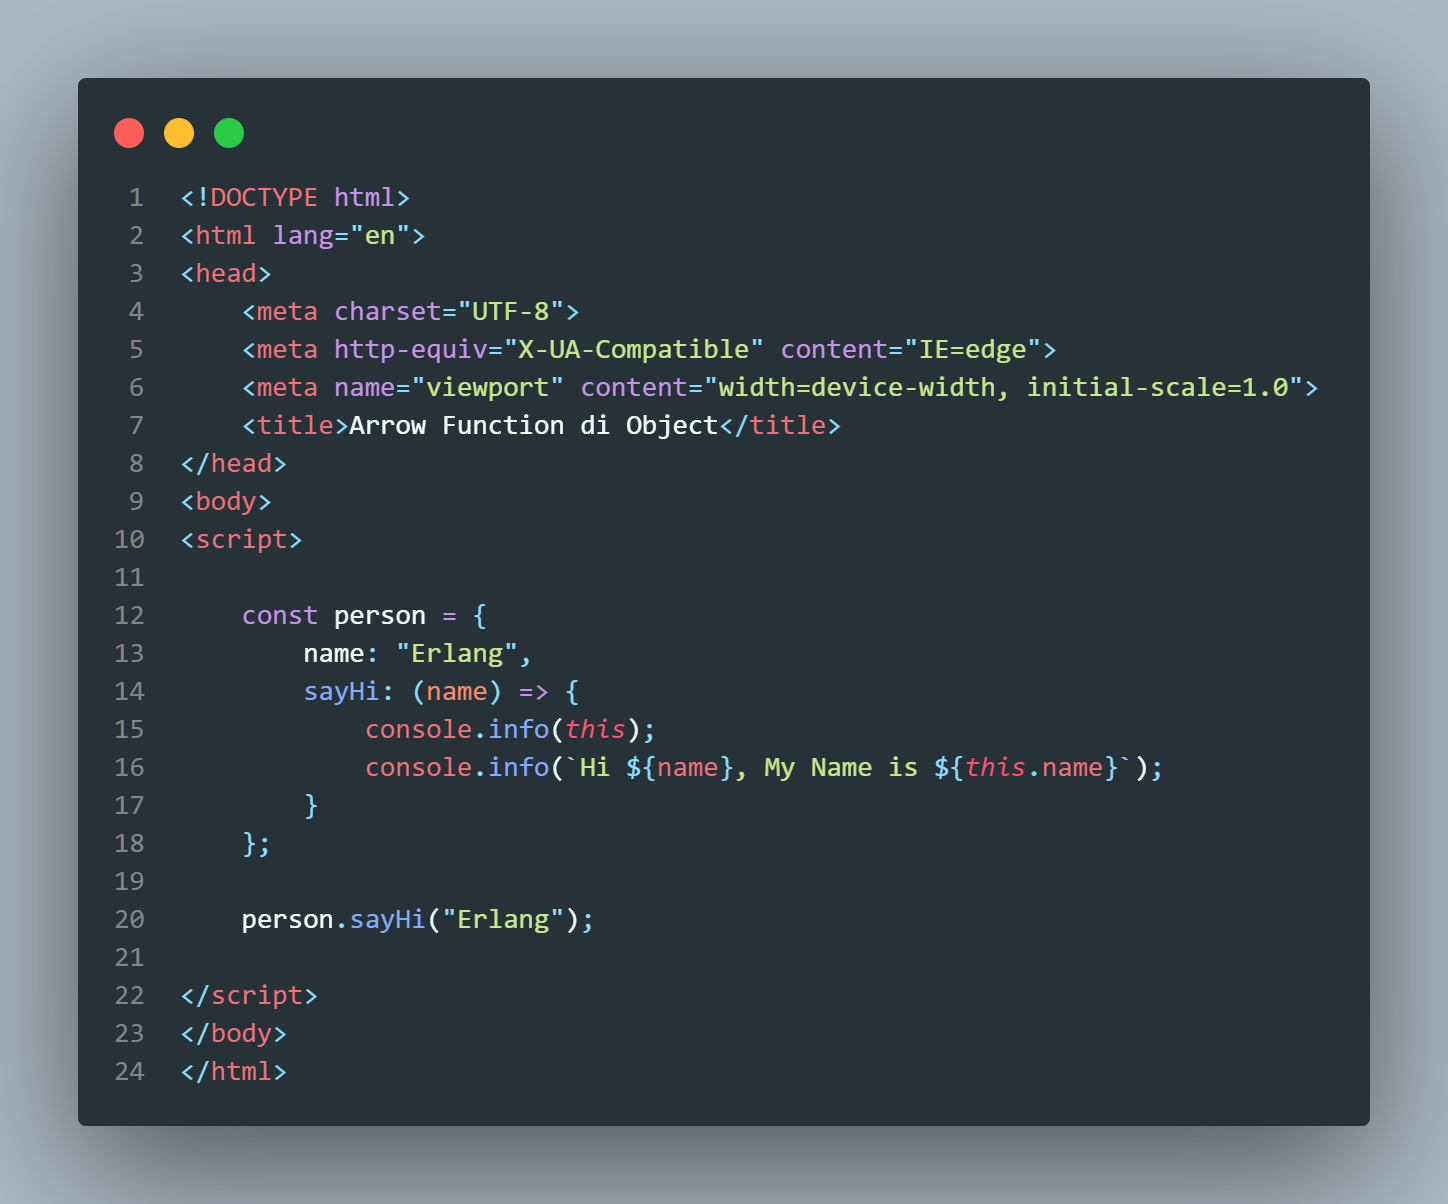 1 <!DOCTYPE html>
2 <html lang="en">
3 <head>
4     <meta charset="UTF-8">
5     <meta http-equiv="X-UA-Compatible" content="IE=edge">
6     <meta name="viewport" content="width=device-width, initial-scale=1.0">
7     <title>Arrow Function di Object</title>
8 </head>
9 <body>
10 <script>
11
12     const person = {
13         name: "Erlang",
14         sayHi: (name) => {
15             console.info(this);
16             console.info(`Hi ${name}, My Name is ${this.name}`);
17         }
18     };
19
20     person.sayHi("Erlang");
21
22 </script>
23 </body>
24 </html>